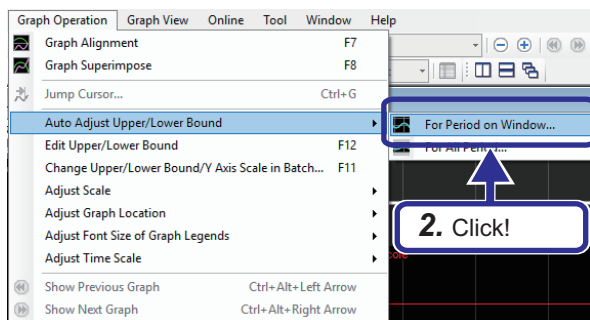 Graph Operation Graph View Online Tool Window Help
Graph Alignment F7
Graph Superimpose F8
Jump Cursor... Ctrl+G
Auto Adjust Upper/Lower Bound
For Period on Window...
Edit Upper/Lower Bound F12
For All Period...
Change Upper/Lower Bound/Y Axis Scale in Batch... F11
Adjust Scale
Adjust Graph Location
2. Click!
Adjust Font Size of Graph Legends
Adjust Time Scale
Show Previous Graph Ctrl+Alt+Left Arrow
Show Next Graph Ctrl+Alt+Right Arrow